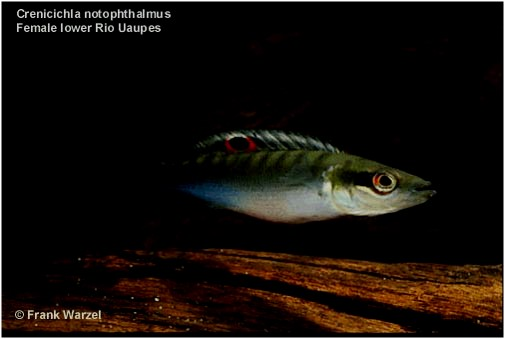 Crenicichla notophthalmus
Female lower Rio Uaupes
© Frank Warzel